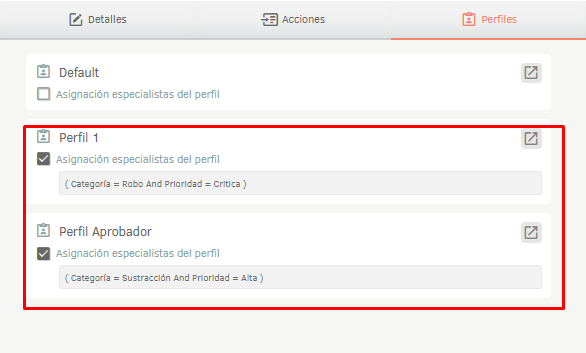 Detalles
Acciones
Perfiles
Default
Asignación especialistas del perfil
Perfil 1
Asignación especialistas del perfil
( Categoría = Robo And Prioridad = Critica )
Perfil Aprobador
Asignación especialistas del perfil
( Categoría = Sustracción And Prioridad = Alta )